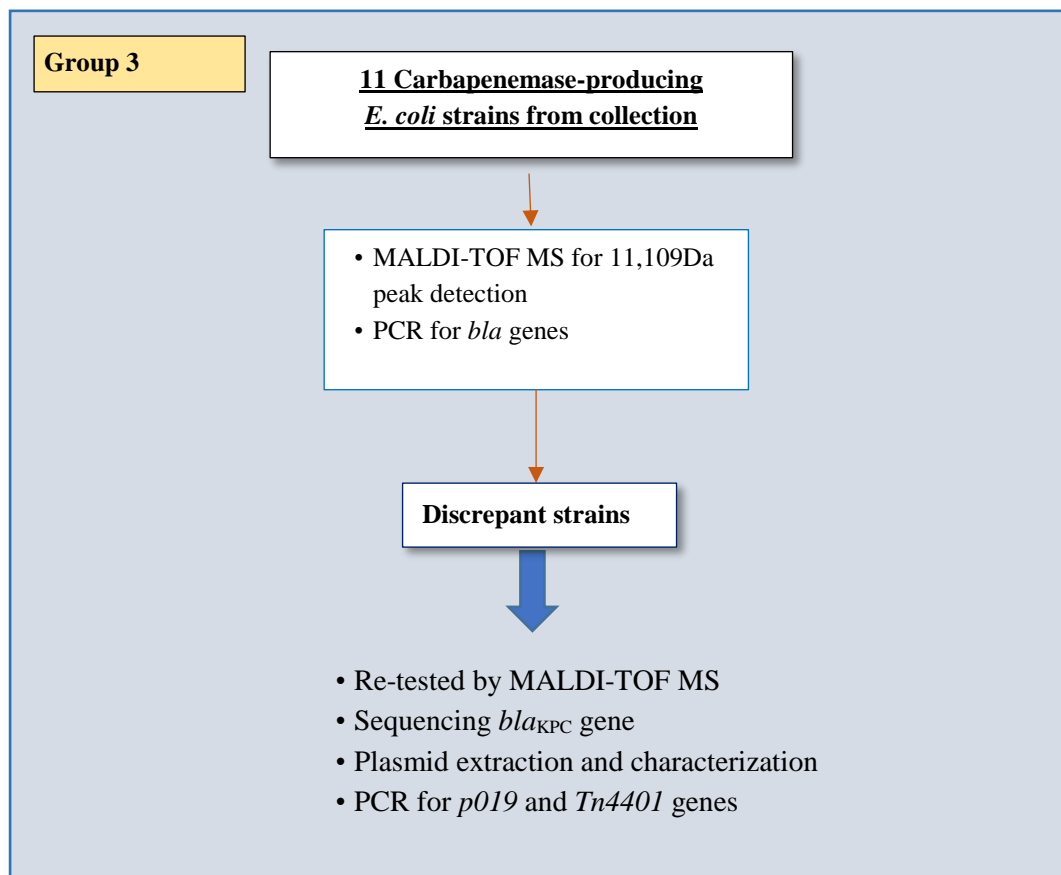 Group 3
11 Carbapenemase-producing
E. coli strains from collection
• MALDI-TOF MS for 11,109Da
peak detection
• PCR for bla genes
Discrepant strains
• Re-tested by MALDI-TOF MS
• Sequencing blaKPC gene
• Plasmid extraction and characterization
• PCR for p019 and Tn4401 genes